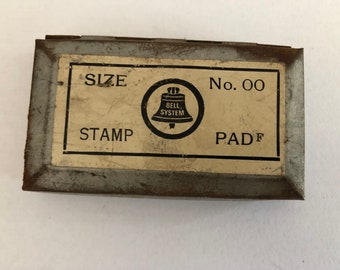 SIZE No. 00
BELL
SYSTEM
STAMP PAD F